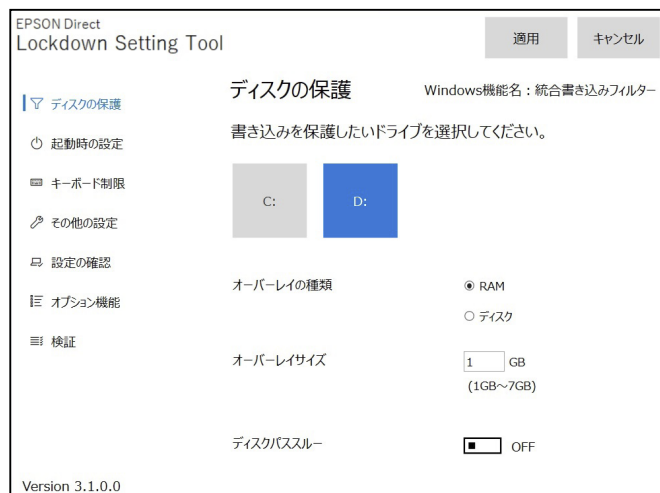 EPSON Direct
Lockdown Setting Tool
適用
キャンセル
ディスクの保護
起動時の設定
キーボード制限
その他の設定
設定の確認
オプション機能
検証
Version 3.1.0.0
ディスクの保護
Windows機能名：統合書き込みフィルター
書き込みを保護したいドライブを選択してください。
C:
D:
オーバーレイの種類
RAM
ディスク
オーバーレイサイズ
1 GB
(1GB～7GB)
ディスクパススルー
OFF